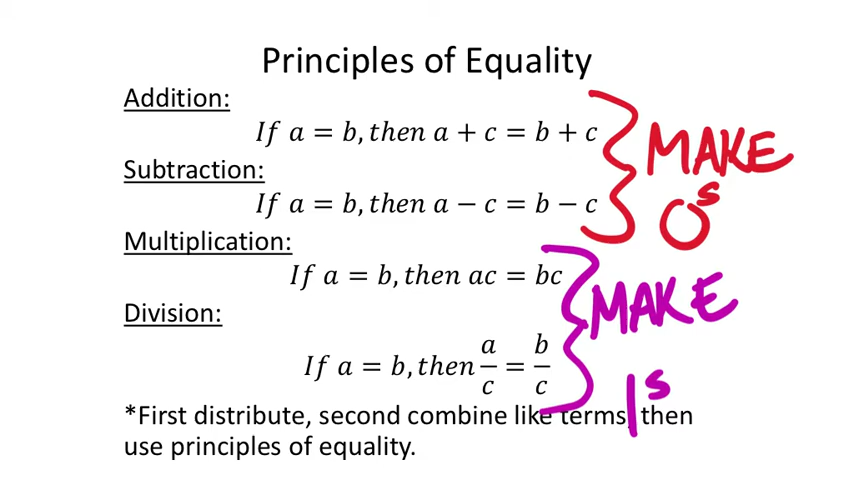 Principles of Equality
Addition:
If a = b, then a + c = b + c
Subtraction:
If a = b, then a − c = b − c
MAKE
0s
Multiplication:
If a = b, then ac = bc
Division:
If a = b, then a/c = b/c
MAKE
1s
*First distribute, second combine like terms, then
use principles of equality.